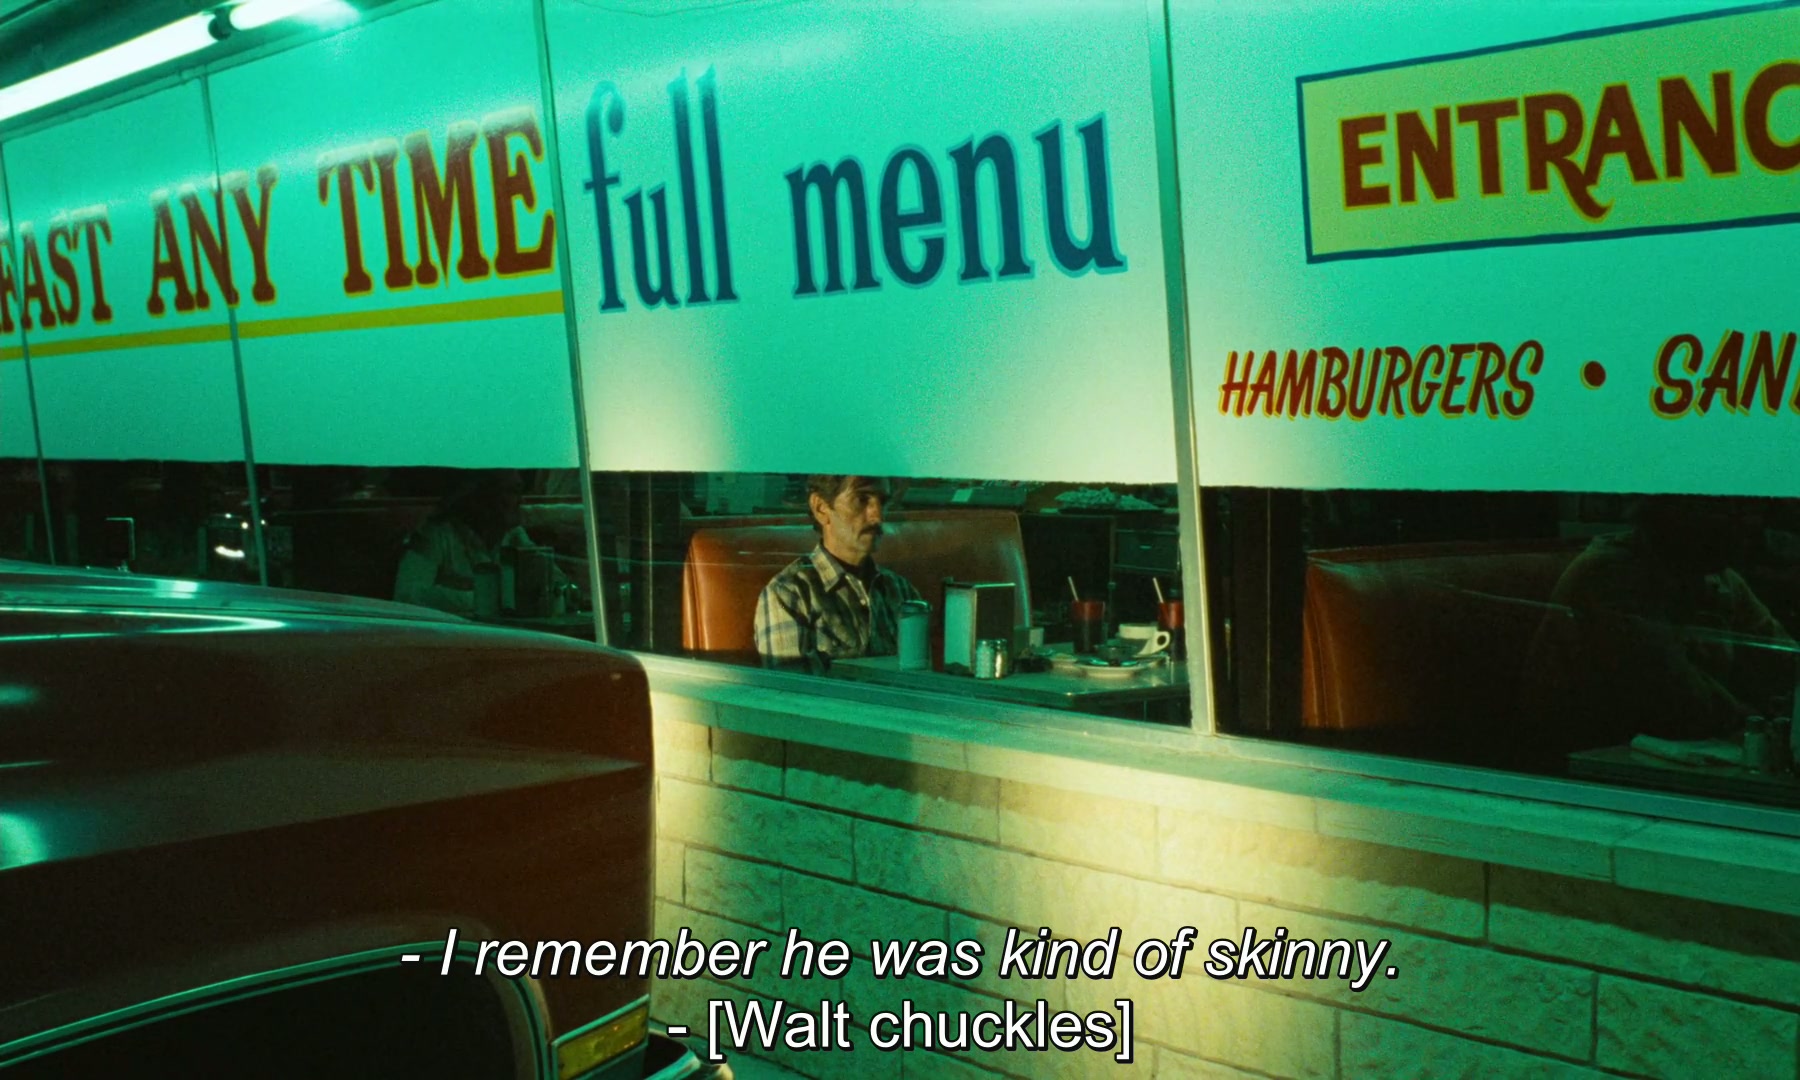 FAST ANY TIME
full menu
ENTRANC
HAMBURGERS • SAN
- I remember he was kind of skinny.
- [Walt chuckles]